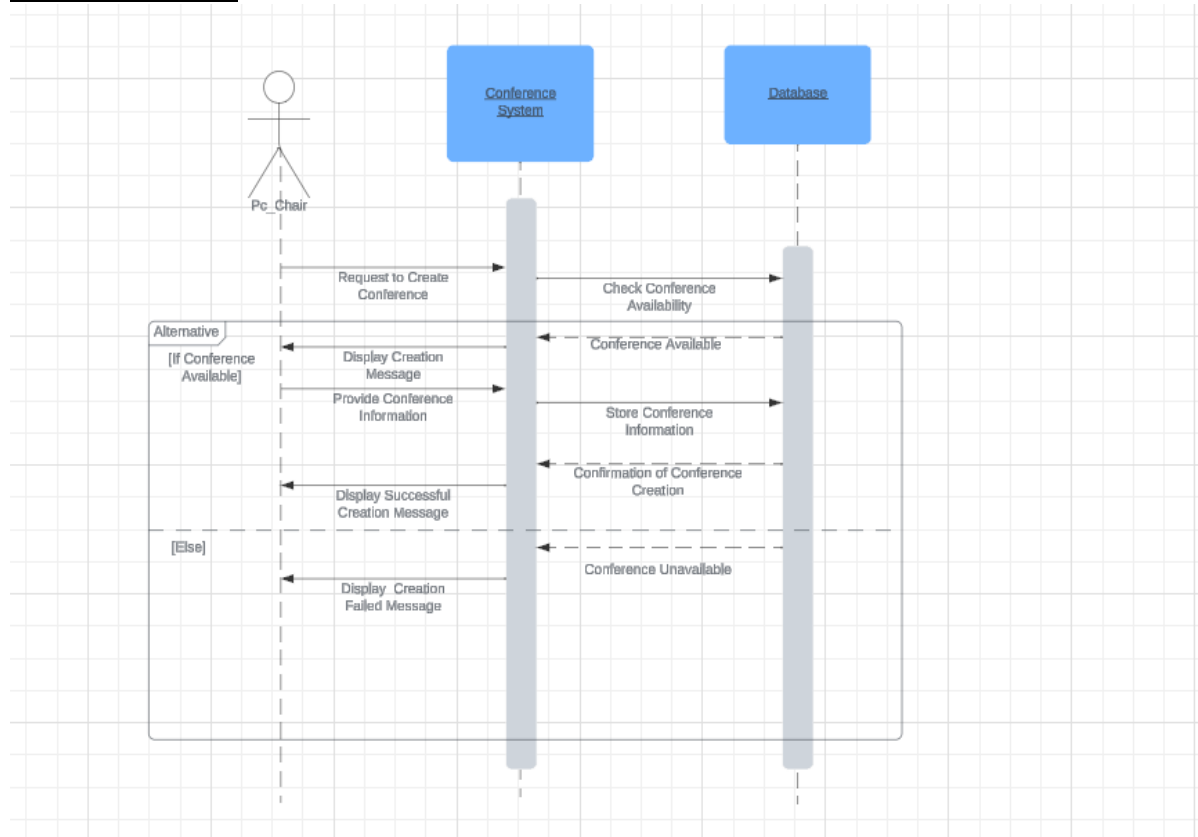 Conference
System
Database
Pc_Chair
Request to Create
Conference
Check Conference
Availability
Alternative
[If Conference
Available]
Conference Available
Display Creation
Message
Provide Conference
Information
Store Conference
Information
Confirmation of Conference
Creation
Display Successful
Creation Message
[Else]
Conference Unavailable
Display Creation
Failed Message